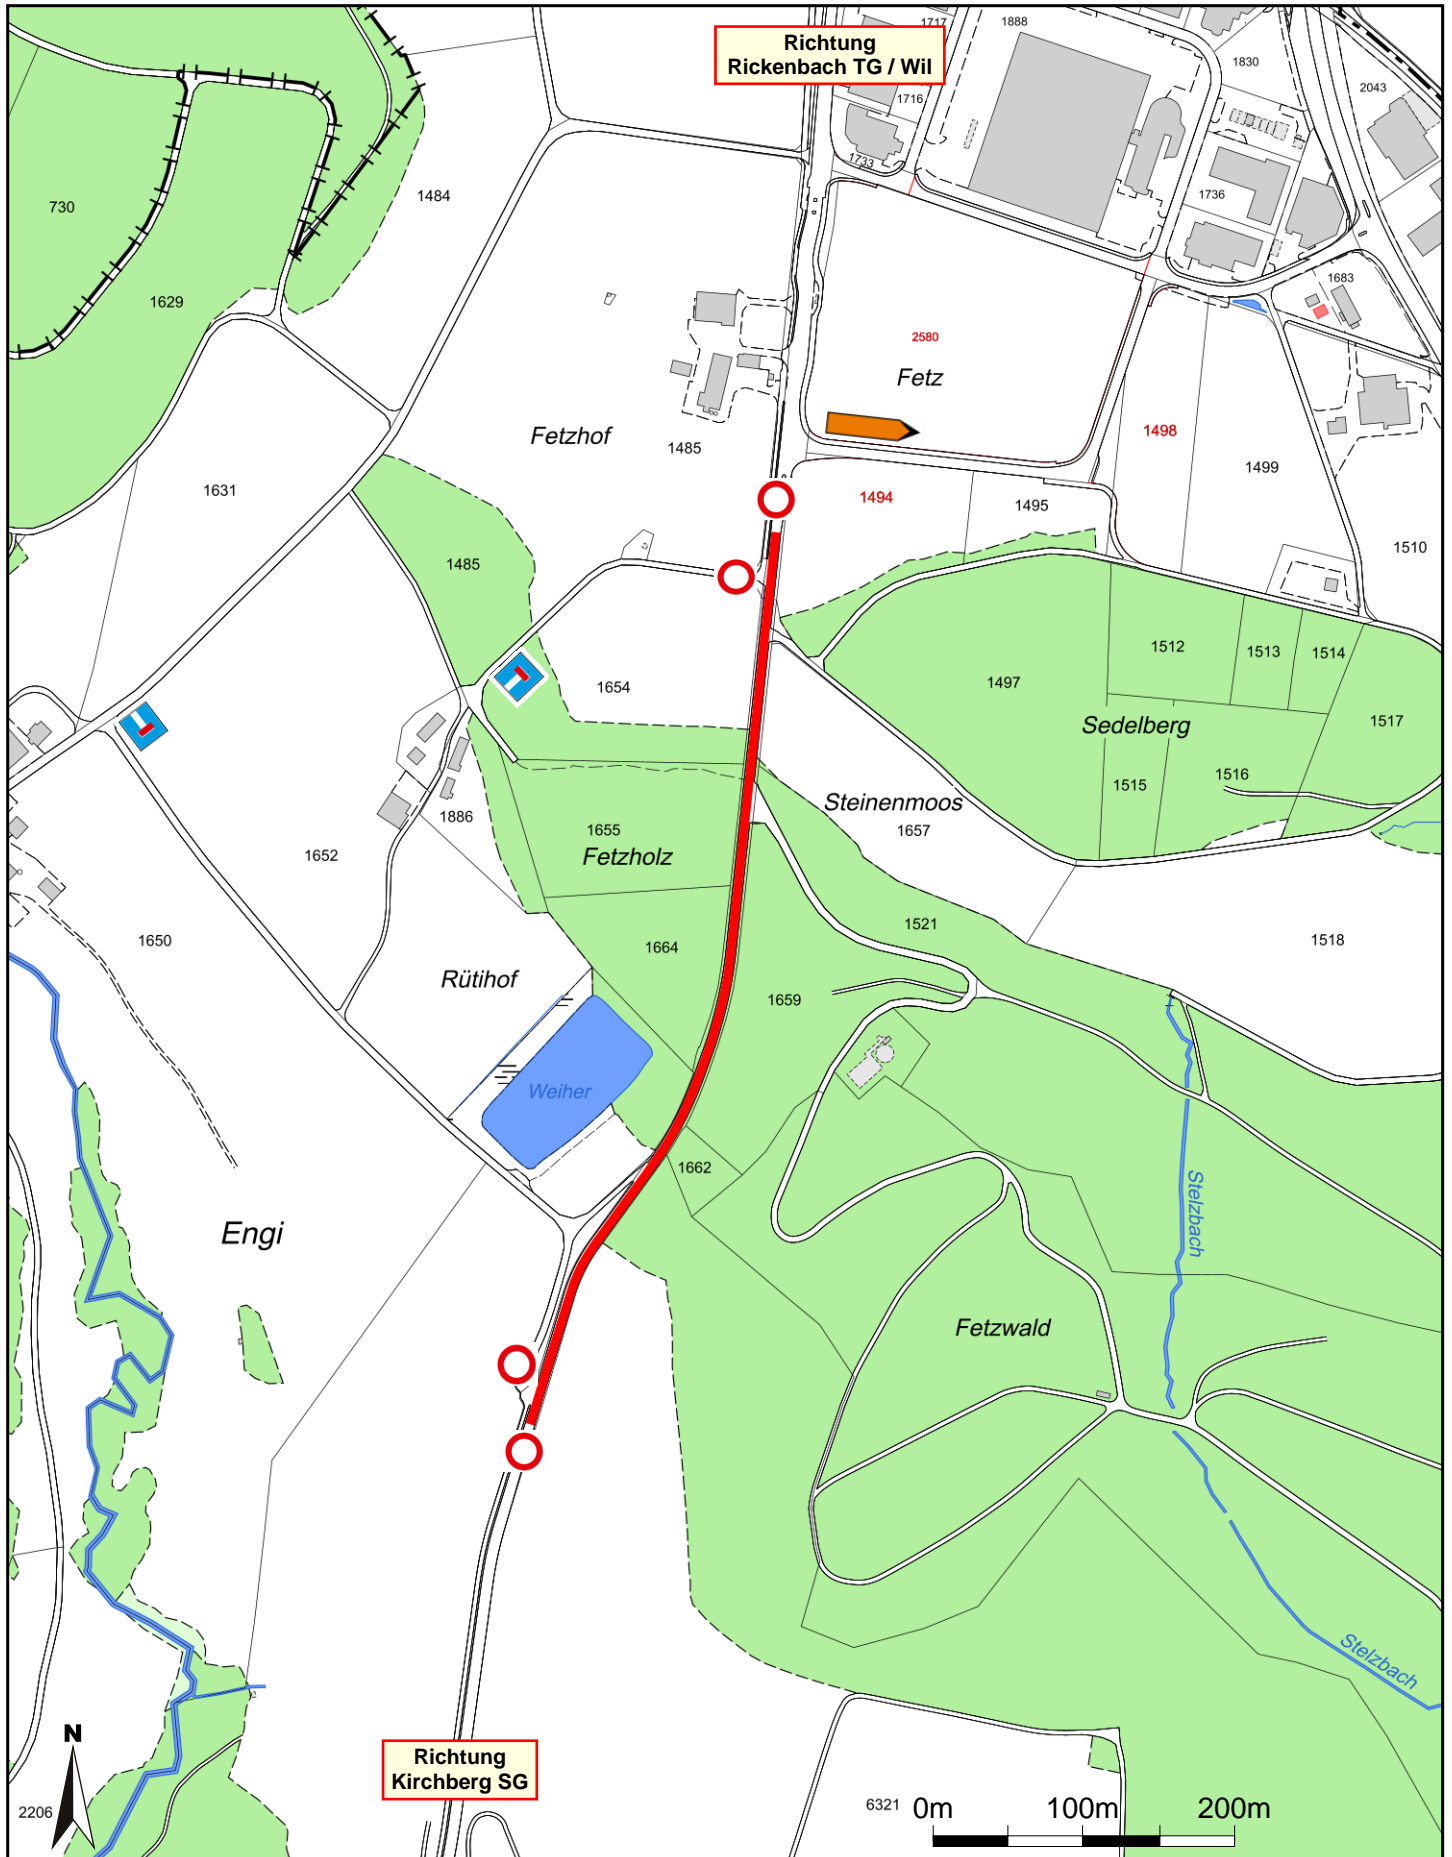 1717
1888
Richtung
Rickenbach TG / Wil
1830
2043
1716
1733
730
1484
1736
1629
1683
2580
Fetz
Fetzhof
1485
1498
1499
1631
1494
1495
1510
1485
1512
1513
1514
1654
1497
1517
Sedelberg
1515
1516
Steinenmoos
1657
1886
1655
1652
Fetzholz
1521
1650
1664
1518
Rütihof
1659
Weiher
1662
Stelzbach
Engi
Fetzwald
Stelzbach
N
Richtung
Kirchberg SG
2206
6321
0m 100m 200m